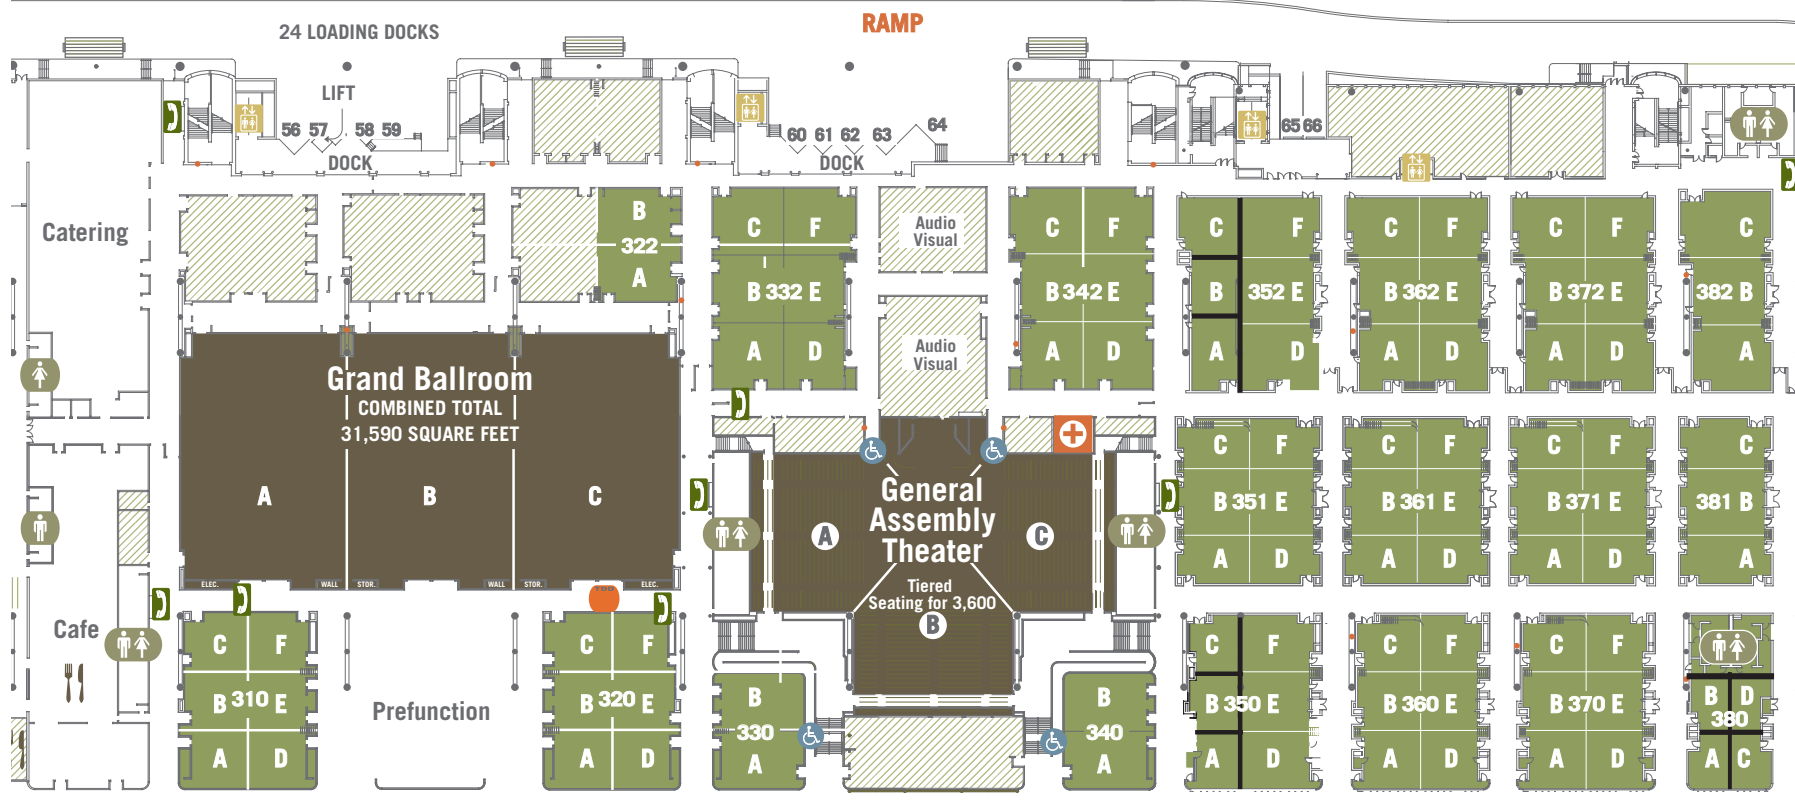 24 LOADING DOCKS
RAMP
LIFT
56 57 58 59
DOCK
60 61 62 63 64
DOCK
65 66
Catering
B
322
A
C F
B 332 E
A D
Audio
Visual
Audio
Visual
C F
B 342 E
A D
C F
B 352 E
A D
C F
B 362 E
A D
C F
B 372 E
A D
C
382 B
A
Grand Ballroom
COMBINED TOTAL
31,590 SQUARE FEET
A B C
ELEC. WALL STOR. WALL STOR. ELEC.
TDD
General
Assembly
Theater
A C
Tiered
Seating for 3,600
B
C F
B 351 E
A D
C F
B 361 E
A D
C F
B 371 E
A D
C
381 B
A
Cafe
C F
B 310 E
A D
Prefunction
C F
B 320 E
A D
B
330
A
B
340
A
C F
B 350 E
A D
C F
B 360 E
A D
C F
B 370 E
A D
B D
380
A C